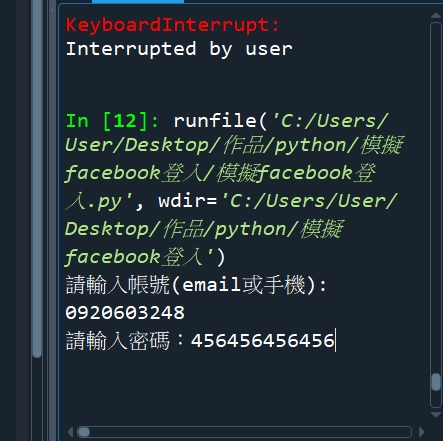 KeyboardInterrupt:
Interrupted by user
In [12]: runfile('C:/Users/
User/Desktop/作品/python/模擬
facebook登入/模擬facebook登
入.py', wdir='C:/Users/User/
Desktop/作品/python/模擬
facebook登入')
請輸入帳號(email或手機):
0920603248
請輸入密碼：456456456456